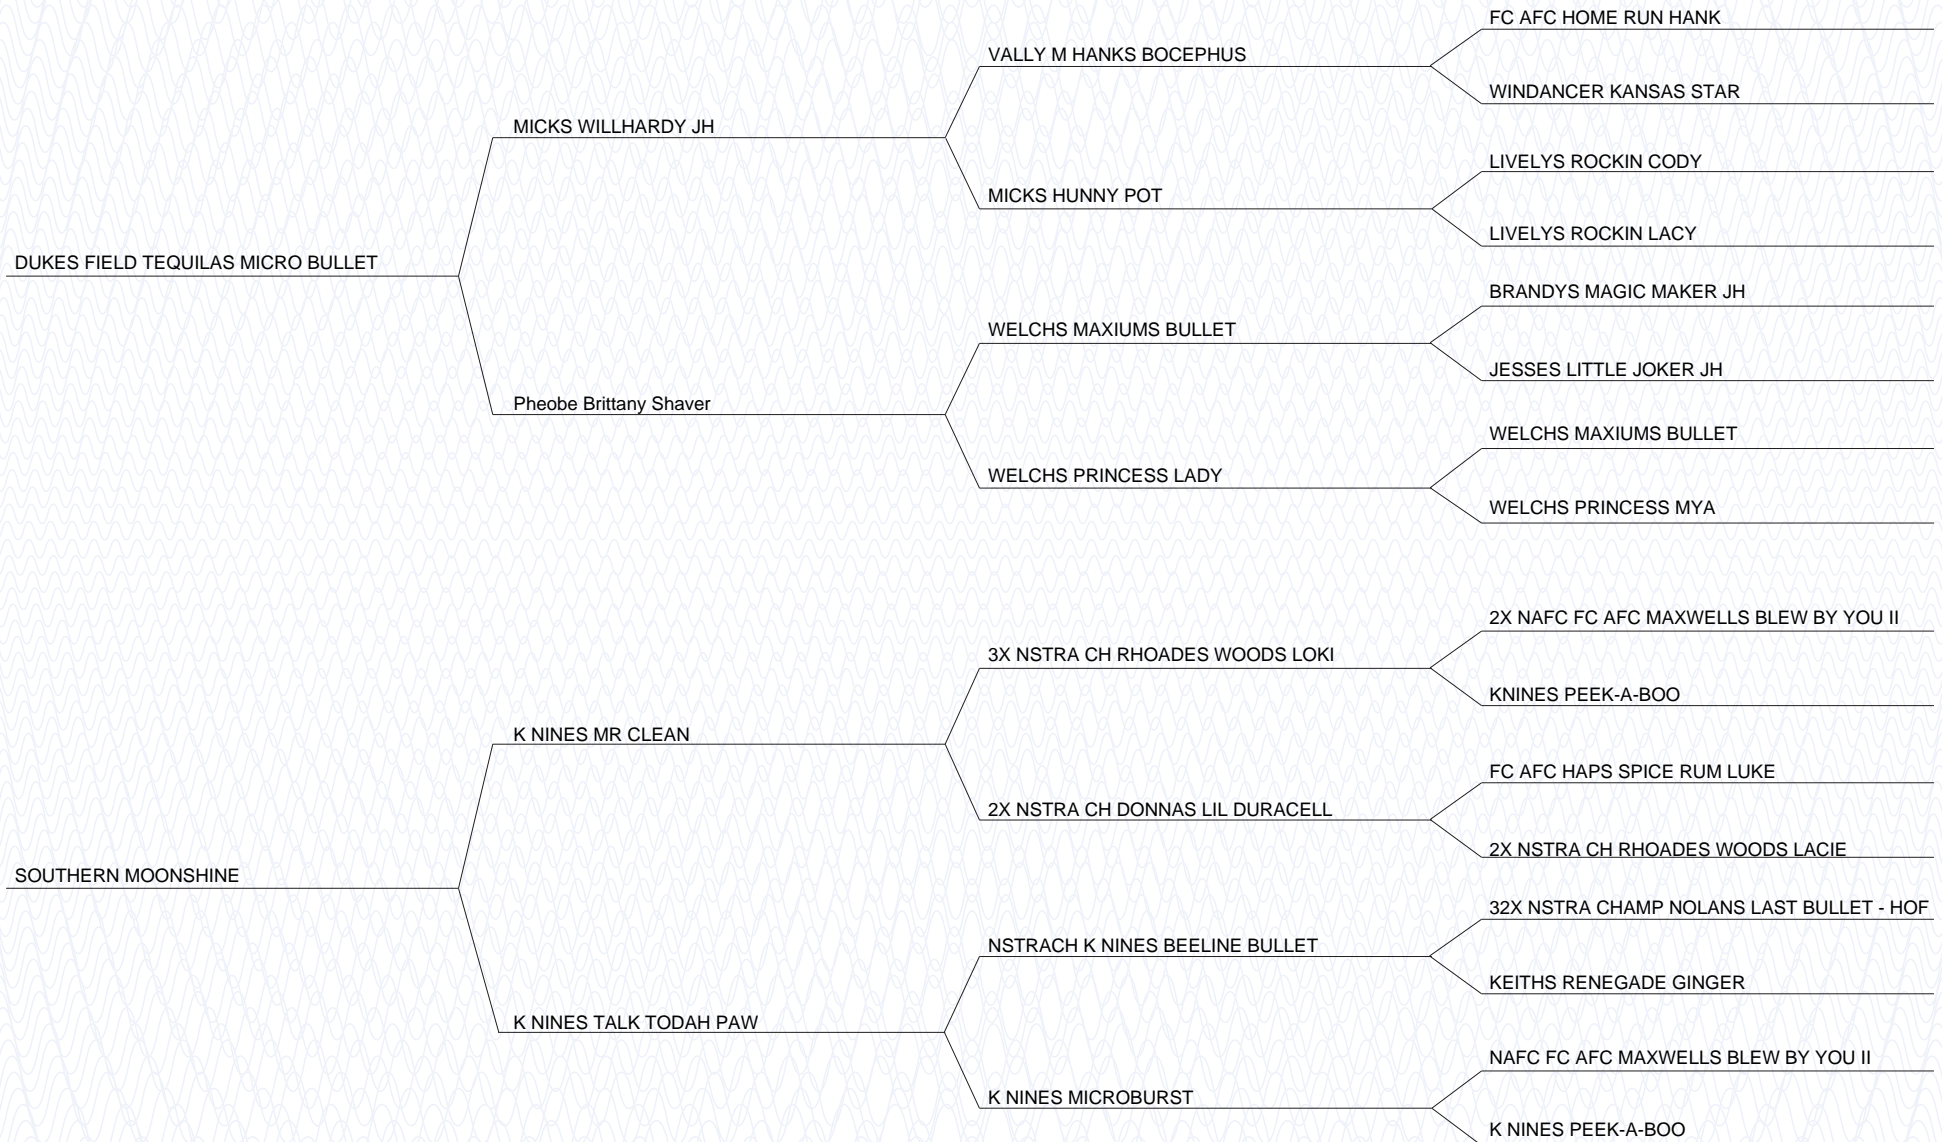 FC AFC HOME RUN HANK
VALLY M HANKS BOCEPHUS
WINDANCER KANSAS STAR
MICKS WILLHARDY JH
LIVELYS ROCKIN CODY
MICKS HUNNY POT
LIVELYS ROCKIN LACY
DUKES FIELD TEQUILAS MICRO BULLET
BRANDYS MAGIC MAKER JH
WELCHS MAXIUMS BULLET
JESSES LITTLE JOKER JH
Pheobe Brittany Shaver
WELCHS MAXIUMS BULLET
WELCHS PRINCESS LADY
WELCHS PRINCESS MYA
2X NAFC FC AFC MAXWELLS BLEW BY YOU II
3X NSTRA CH RHOADES WOODS LOKI
KNINES PEEK-A-BOO
K NINES MR CLEAN
FC AFC HAPS SPICE RUM LUKE
2X NSTRA CH DONNAS LIL DURACELL
2X NSTRA CH RHOADES WOODS LACIE
SOUTHERN MOONSHINE
32X NSTRA CHAMP NOLANS LAST BULLET - HOF
NSTRACH K NINES BEELINE BULLET
KEITHS RENEGADE GINGER
K NINES TALK TODAH PAW
NAFC FC AFC MAXWELLS BLEW BY YOU II
K NINES MICROBURST
K NINES PEEK-A-BOO